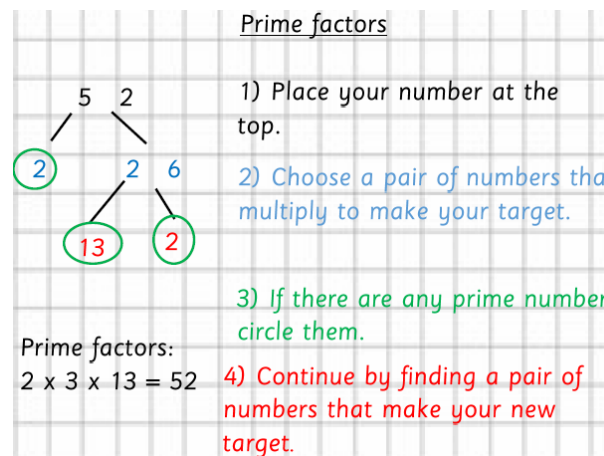 Prime factors
5 2
1) Place your number at the
top.
2 2 6
2) Choose a pair of numbers tha
multiply to make your target.
13 2
3) If there are any prime number
circle them.
Prime factors:
2 x 3 x 13 = 52
4) Continue by finding a pair of
numbers that make your new
target.